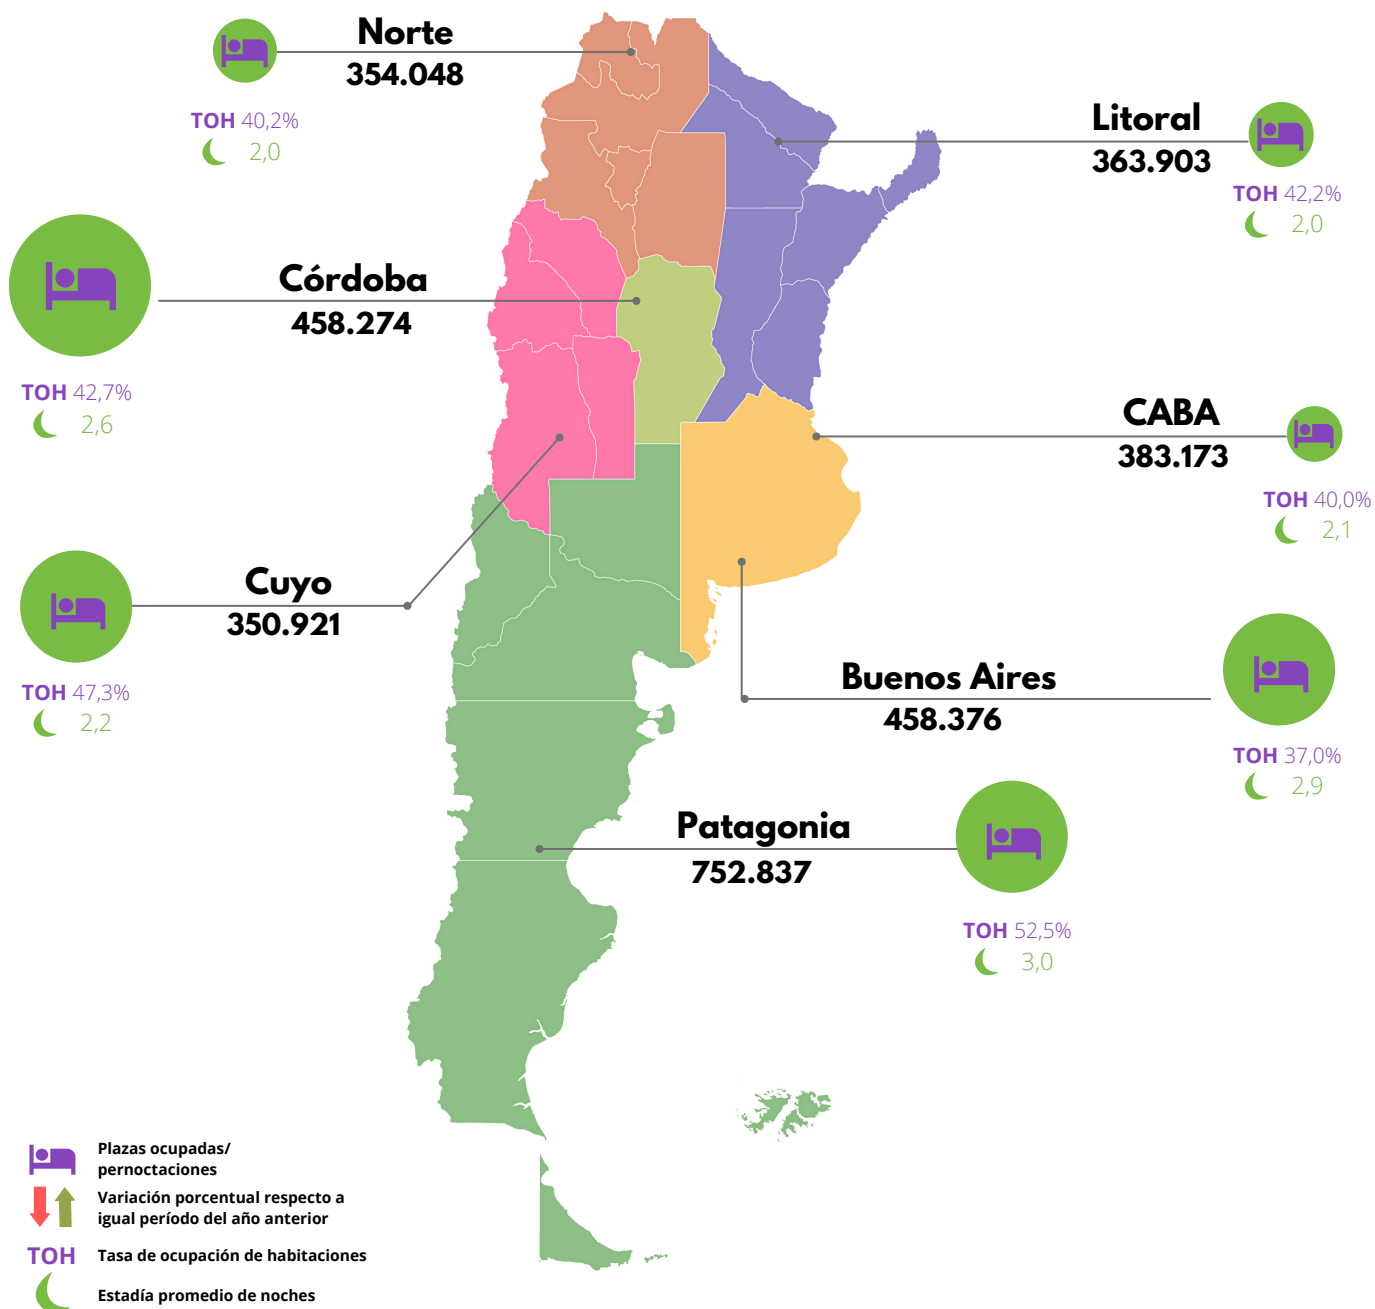 Norte
354.048
TOH 40,2%
2,0
Litoral
363.903
TOH 42,2%
2,0
Córdoba
458.274
TOH 42,7%
2,6
CABA
383.173
TOH 40,0%
2,1
Cuyo
350.921
TOH 47,3%
2,2
Buenos Aires
458.376
TOH 37,0%
2,9
Patagonia
752.837
TOH 52,5%
3,0
Plazas ocupadas/
pernoctaciones
Variación porcentual respecto a
igual período del año anterior
TOH Tasa de ocupación de habitaciones
Estadía promedio de noches